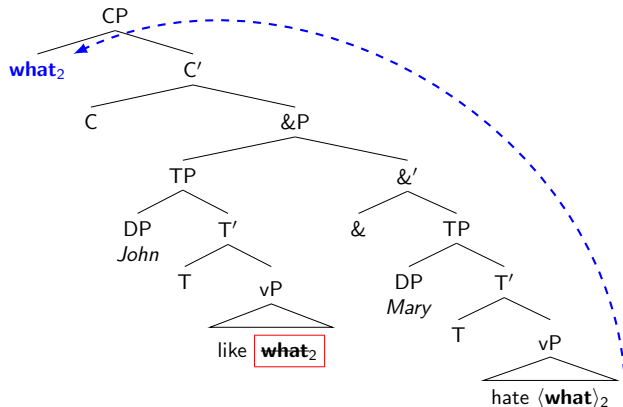 CP
what₂ C′
C &P
TP &′
DP T′ & TP
John
T vP DP T′
Mary
like what₂ T vP
hate ⟨what⟩₂